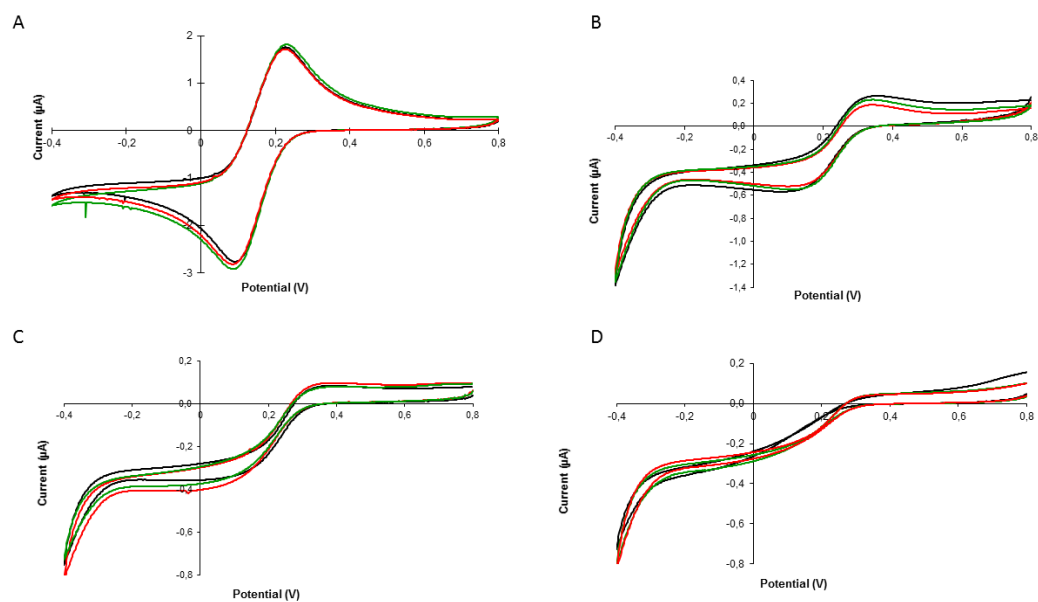 A
2
1
0
-0,4 -0,2 0 0,2 0,4 0,6 0,8
-1
-2
-3
Current (µA)
Potential (V)
B
0,4
0,2
0,0
-0,4 -0,2 0 0,2 0,4 0,6 0,8
-0,2
-0,4
-0,6
-0,8
-1,0
-1,2
-1,4
Current (µA)
Potential (V)
C
0,2
0,0
-0,4 -0,2 0 0,2 0,4 0,6 0,8
-0,2
-0,4
-0,6
-0,8
Current (µA)
Potential (V)
D
0,2
0,0
-0,4 -0,2 0 0,2 0,4 0,6 0,8
-0,2
-0,4
-0,6
-0,8
Current (µA)
Potential (V)